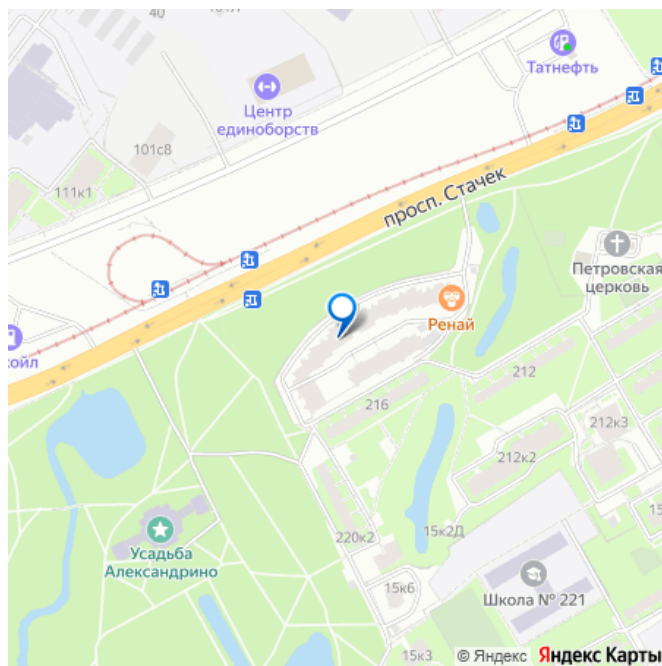 40
Татнефть
Центр
единоборств
101с8
111к1
просп. Стачек
Петровская
церковь
Ренай
койл
212
216
212к3
212к2
220к2
15к2Д
Усадьба
Александрино
15к6
Школа № 221
15к3
© Яндекс
Яндекс Карты